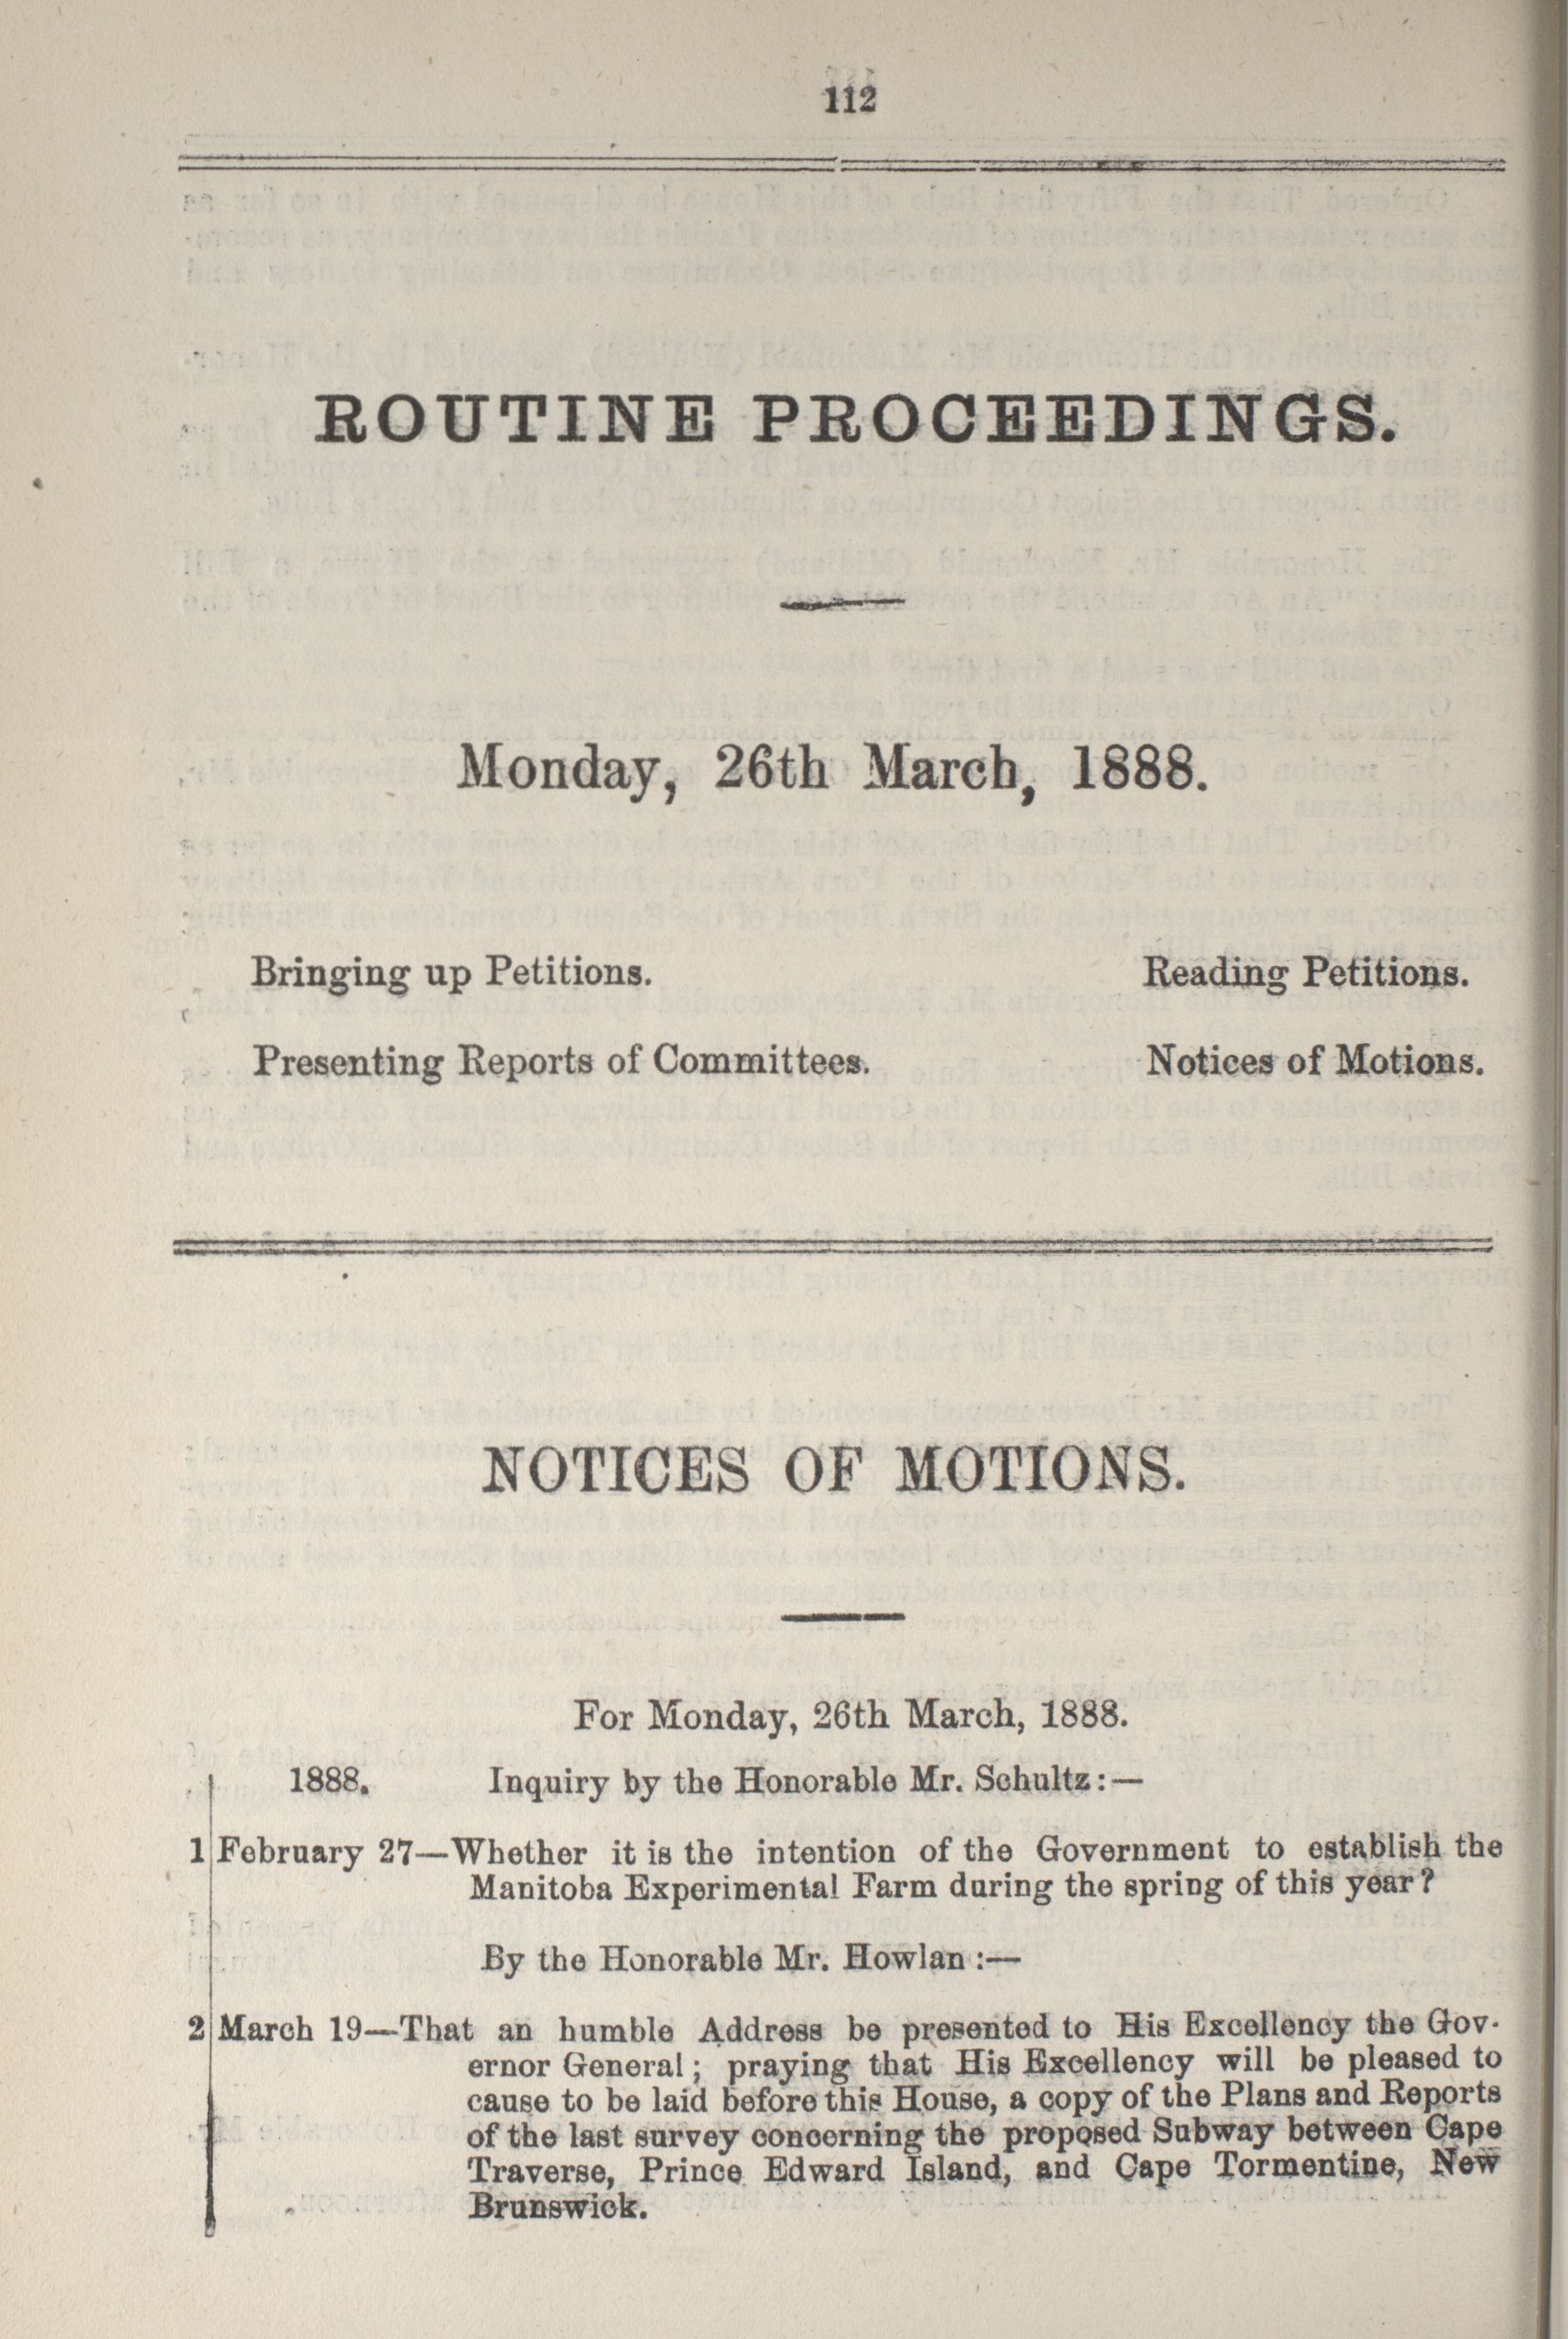 112
ROUTINE PROCEEDINGS.
Monday, 26th March, 1888.
Bringing up Petitions. Reading Petitions.
Presenting Reports of Committees. Notices of Motions.
NOTICES OF MOTIONS.
For Monday, 26th March, 1888.
1888. Inquiry by the Honorable Mr. Schultz:—
1 February 27—Whether it is the intention of the Government to establish the
Manitoba Experimental Farm during the spring of this year?
By the Honorable Mr. Howlan :—
2 March 19—That an humble Address be presented to His Excellency the Gov-
ernor General; praying that His Excellency will be pleased to
cause to be laid before this House, a copy of the Plans and Reports
of the last survey concerning the proposed Subway between Cape
Traverse, Prince Edward Island, and Cape Tormentine, New
Brunswick.